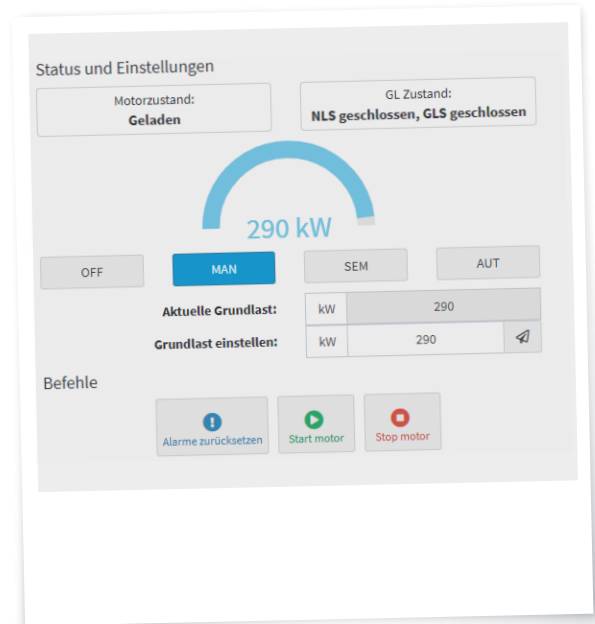 Status und Einstellungen
Motorzustand:
Geladen
GL Zustand:
NLS geschlossen, GLS geschlossen
290 kW
OFF
MAN
SEM
AUT
Aktuelle Grundlast:
kW
290
Grundlast einstellen:
kW
290
Befehle
Alarme zurücksetzen
Start motor
Stop motor